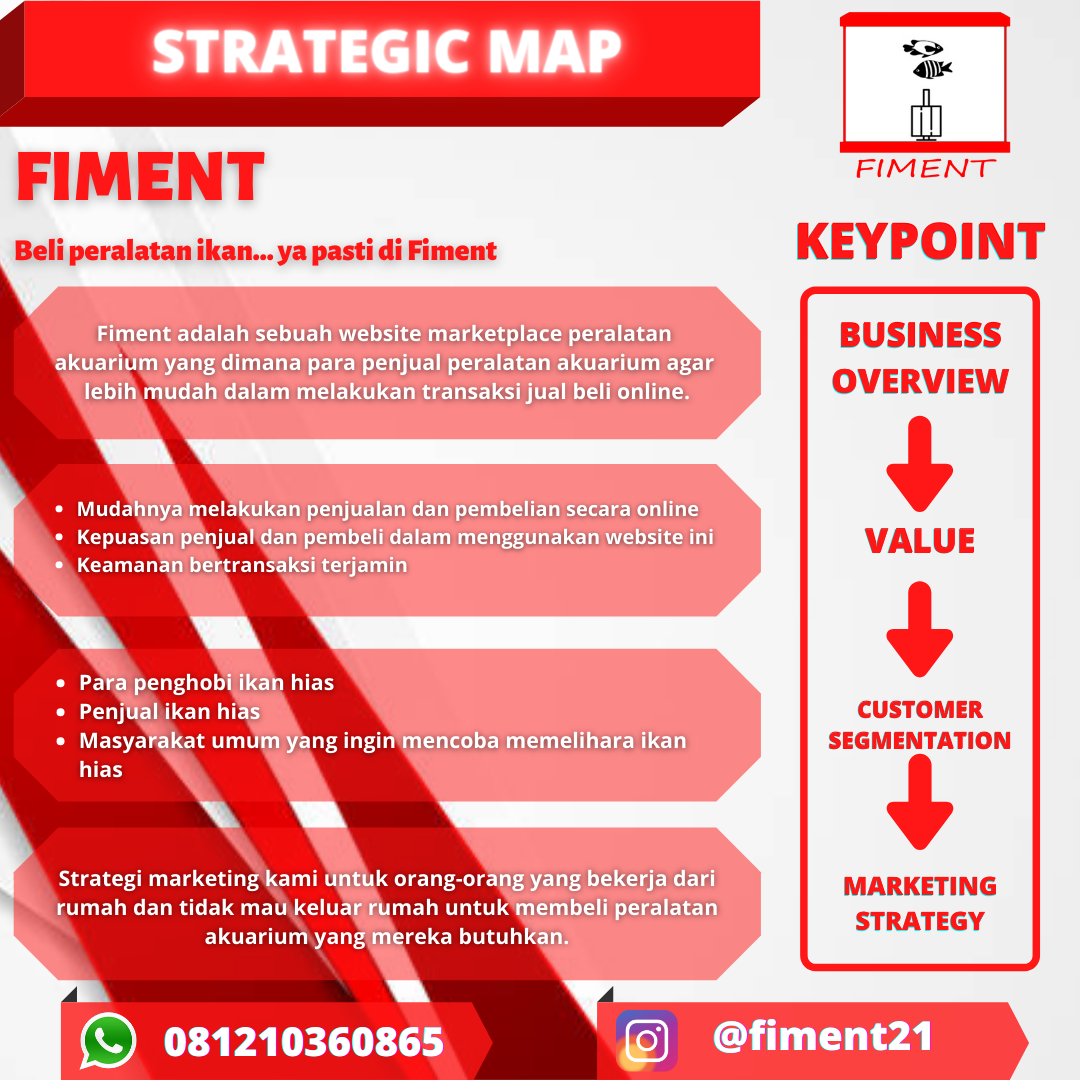 STRATEGIC MAP
FIMENT
FIMENT
Beli peralatan ikan... ya pasti di Fiment
KEYPOINT
Fiment adalah sebuah website marketplace peralatan
akuarium yang dimana para penjual peralatan akuarium agar
lebih mudah dalam melakukan transaksi jual beli online.
BUSINESS
OVERVIEW
• Mudahnya melakukan penjualan dan pembelian secara online
• Kepuasan penjual dan pembeli dalam menggunakan website ini
• Keamanan bertransaksi terjamin
VALUE
• Para penghobi ikan hias
• Penjual ikan hias
• Masyarakat umum yang ingin mencoba memelihara ikan
hias
CUSTOMER
SEGMENTATION
Strategi marketing kami untuk orang-orang yang bekerja dari
rumah dan tidak mau keluar rumah untuk membeli peralatan
akuarium yang mereka butuhkan.
MARKETING
STRATEGY
081210360865
@fiment21